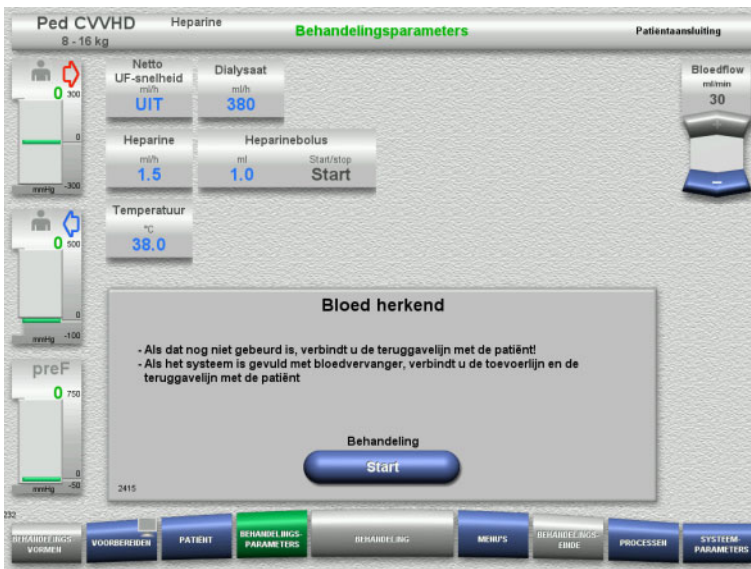 Ped CVVHD Heparine
8 - 16 kg
Behandelingsparameters
Patiëntaansluiting
0 300
0
mmHg -300
Netto
UF-snelheid
ml/h
UIT
Dialysaat
ml/h
380
Bloedflow
ml/min
30
+
−
Heparine
ml/h
1.5
Heparinebolus
ml Start/stop
1.0 Start
0 500
0
mmHg -100
Temperatuur
°C
38.0
preF
0 750
0
mmHg -50
Bloed herkend
- Als dat nog niet gebeurd is, verbindt u de teruggavelijn met de patiënt!
- Als het systeem is gevuld met bloedvervanger, verbindt u de toevoerlijn en de
teruggavelijn met de patiënt
Behandeling
Start
2415
232
BEHANDELINGS-
VORMEN
VOORBEREIDEN
PATIËNT
BEHANDELINGS-
PARAMETERS
BEHANDELING
MENU'S
BEHANDELINGS-
EINDE
PROCESSEN
SYSTEEM-
PARAMETERS